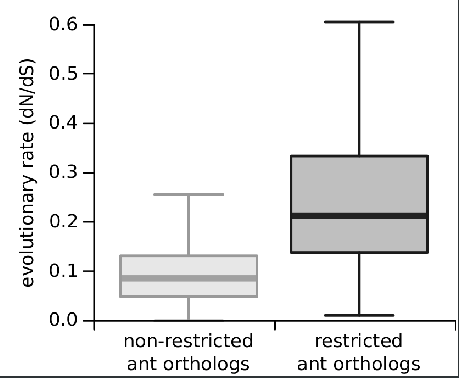 evolutionary rate (dN/dS)
0.6
0.5
0.4
0.3
0.2
0.1
0.0
non-restricted
ant orthologs
restricted
ant orthologs